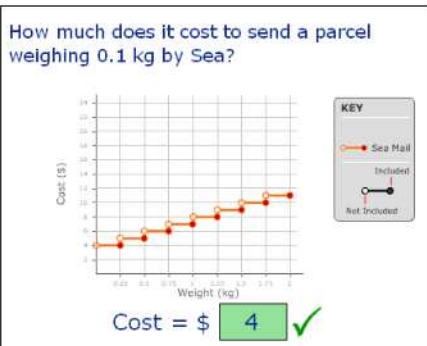 How much does it cost to send a parcel
weighing 0.1 kg by Sea?
KEY
Sea Mail
Included
Not Included
Cost ($)
Weight (kg)
Cost = $ 4